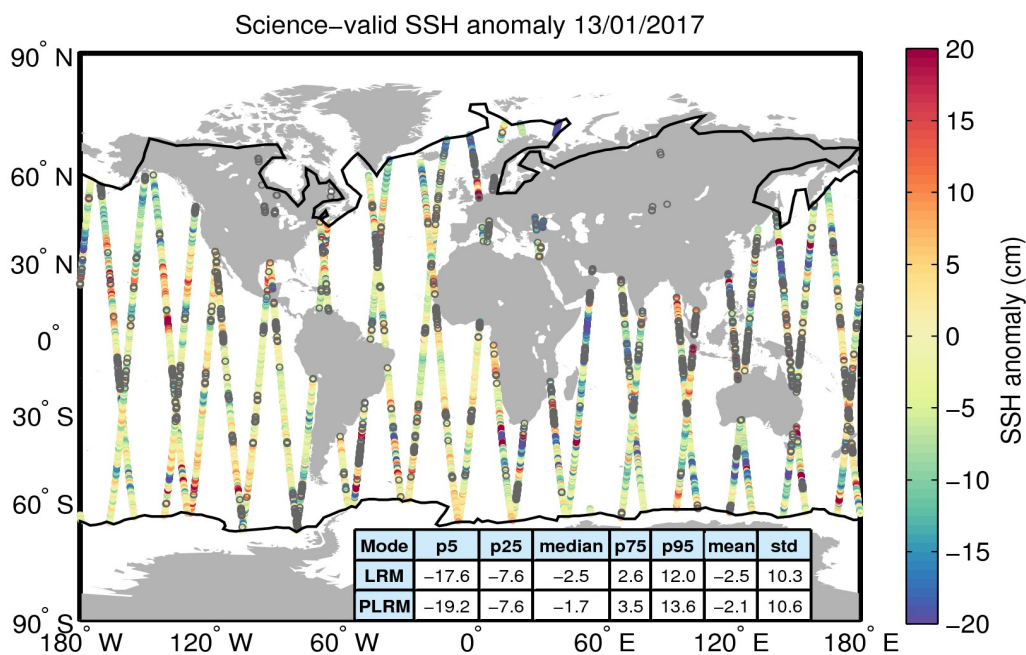 Science−valid SSH anomaly 13/01/2017
90° N
60° N
30° N
0°
30° S
60° S
90° S
180° W
120° W
60° W
0°
60° E
120° E
180° E
Mode p5 p25 median p75 p95 mean std
LRM −17.6 −7.6 −2.5 2.6 12.0 −2.5 10.3
PLRM −19.2 −7.6 −1.7 3.5 13.6 −2.1 10.6
20
15
10
5
0
−5
−10
−15
−20
SSH anomaly (cm)